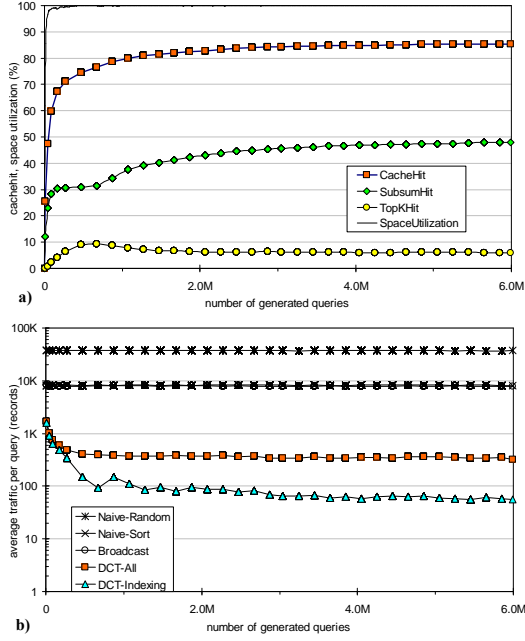 100
90
80
70
60
50
40
30
20
10
0
cachehit, space utilization (%)
CacheHit
SubsumHit
TopKHit
SpaceUtilization
0 2.0M 4.0M 6.0M
a)
number of generated queries
100K
10K
1K
100
10
1
average traffic per query (records)
Naive-Random
Naive-Sort
Broadcast
DCT-All
DCT-Indexing
0 2.0M 4.0M 6.0M
b)
number of generated queries